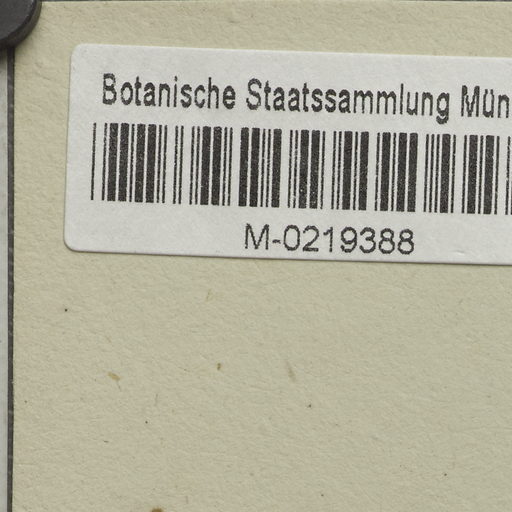 Botanische Staatssammlung Mün
M-0219388